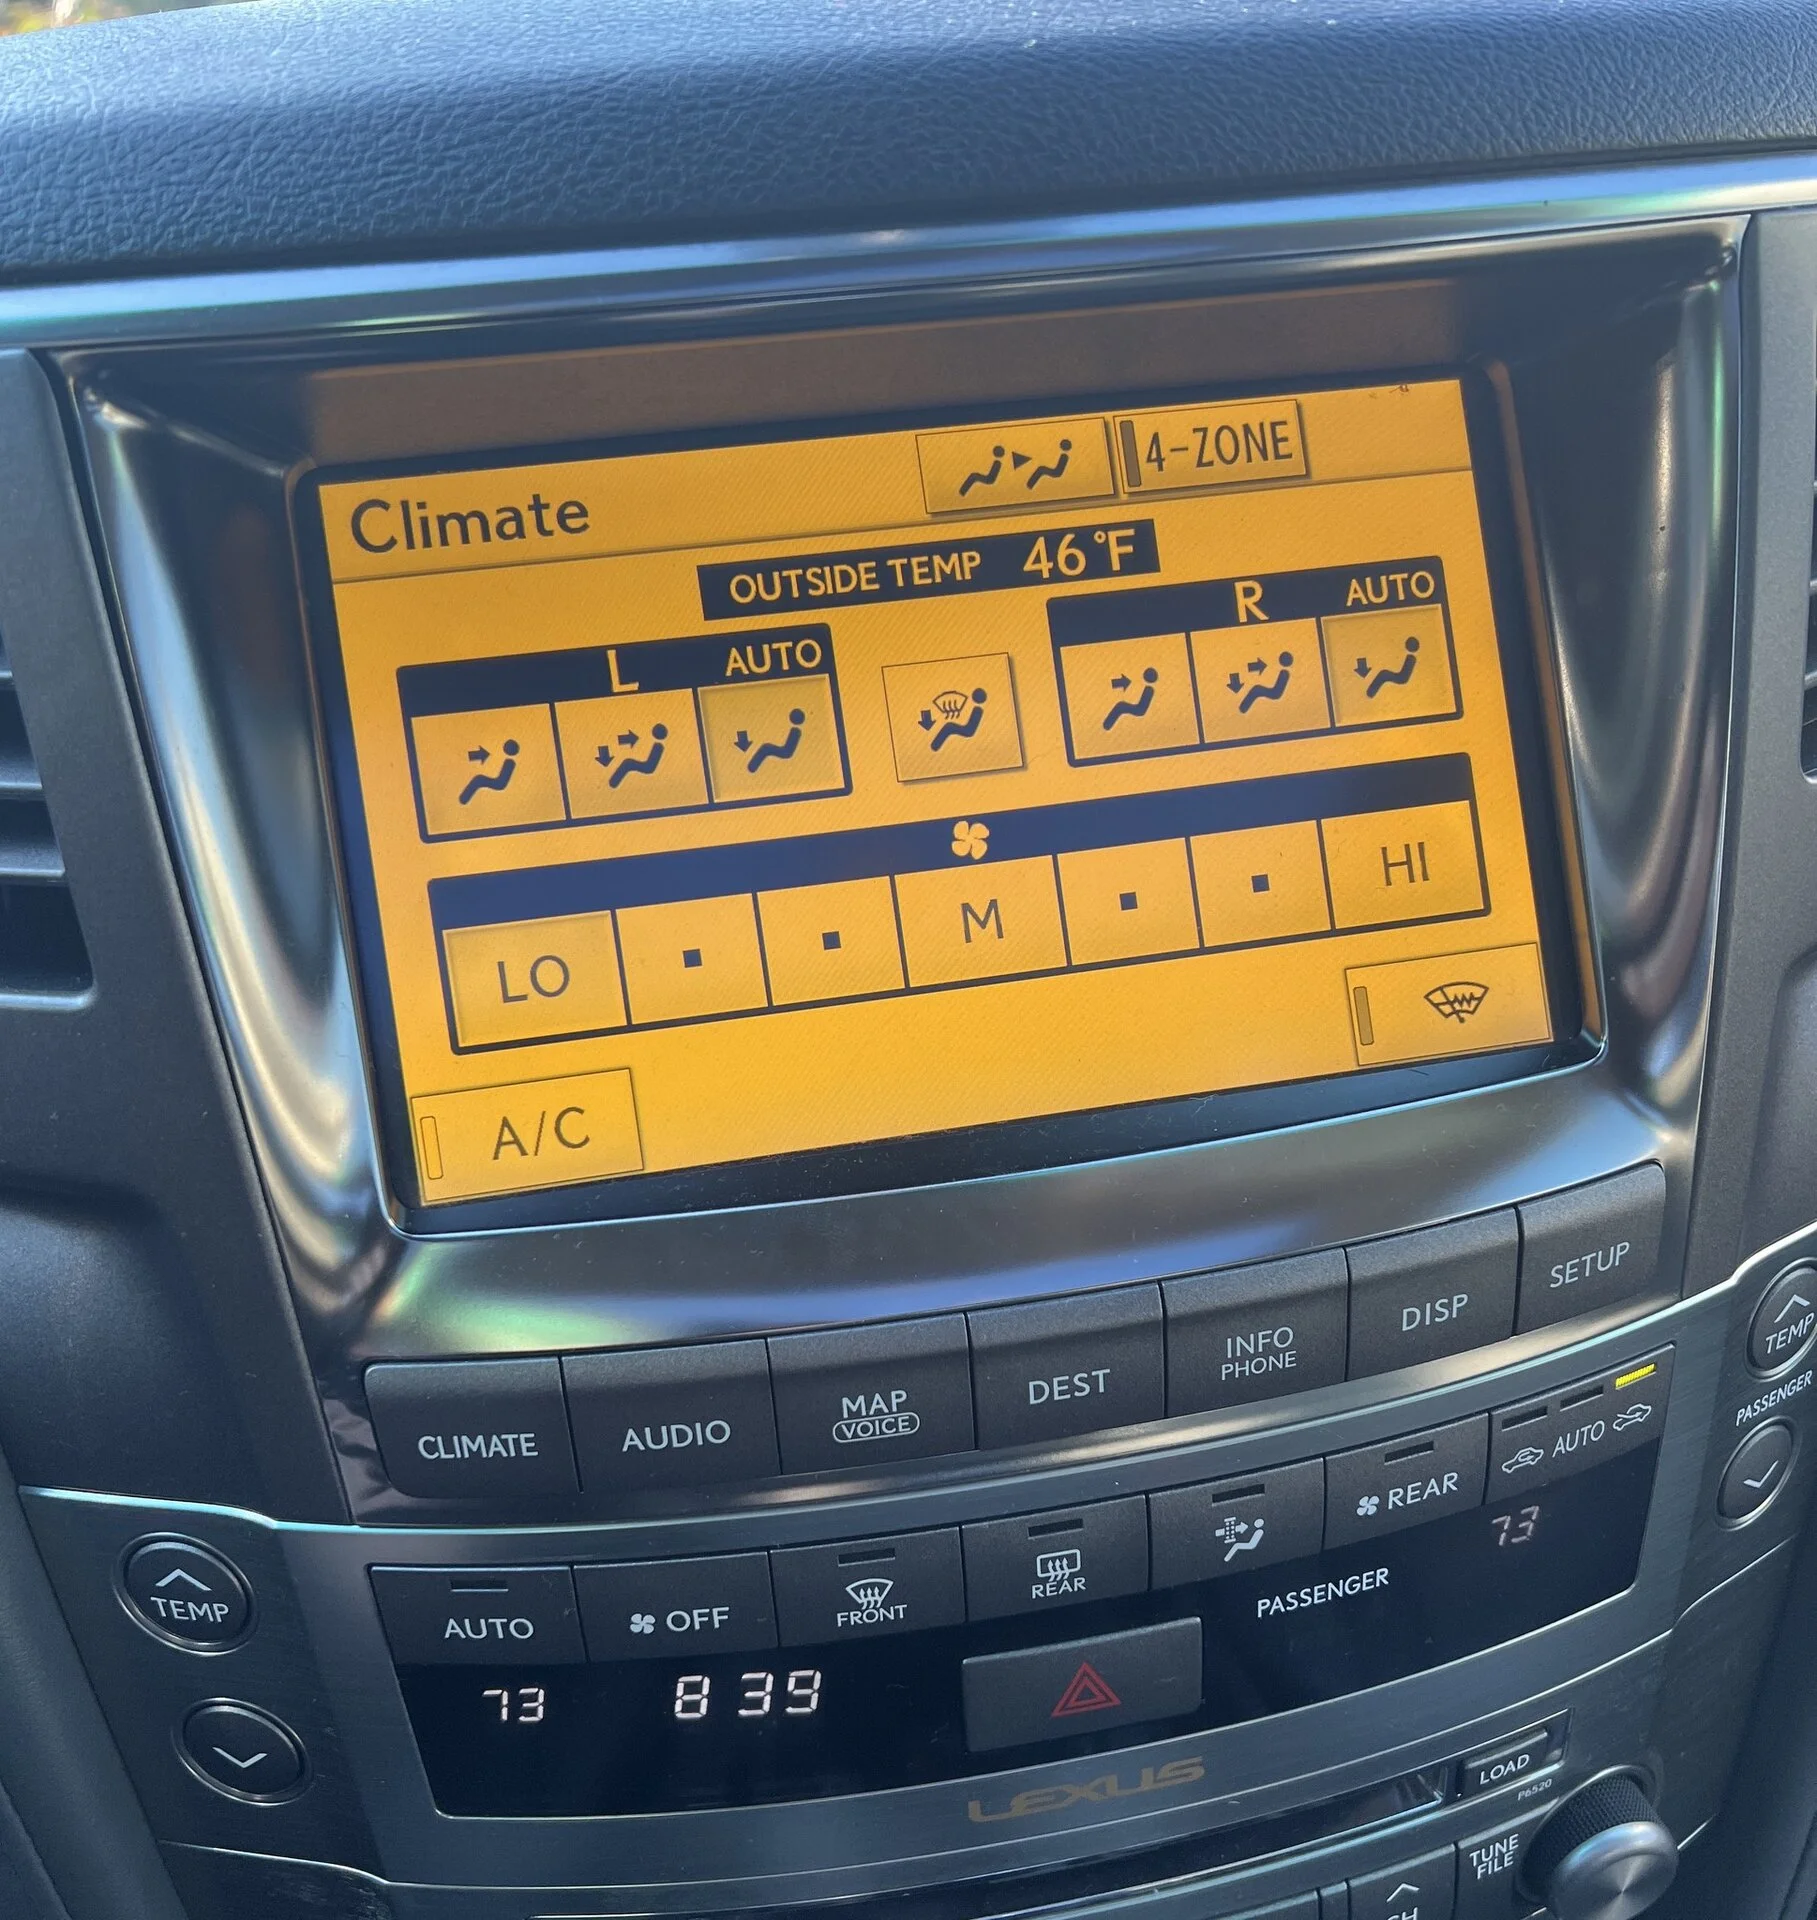 4-ZONE
Climate
OUTSIDE TEMP 46°F
L AUTO
R AUTO
LO M HI
A/C
CLIMATE
AUDIO
MAP
VOICE
DEST
INFO
PHONE
DISP
SETUP
TEMP
AUTO
OFF
FRONT
REAR
REAR
AUTO
TEMP
PASSENGER
73
8 39
PASSENGER
73
LEXUS
LOAD
P6520
TUNE
FILE